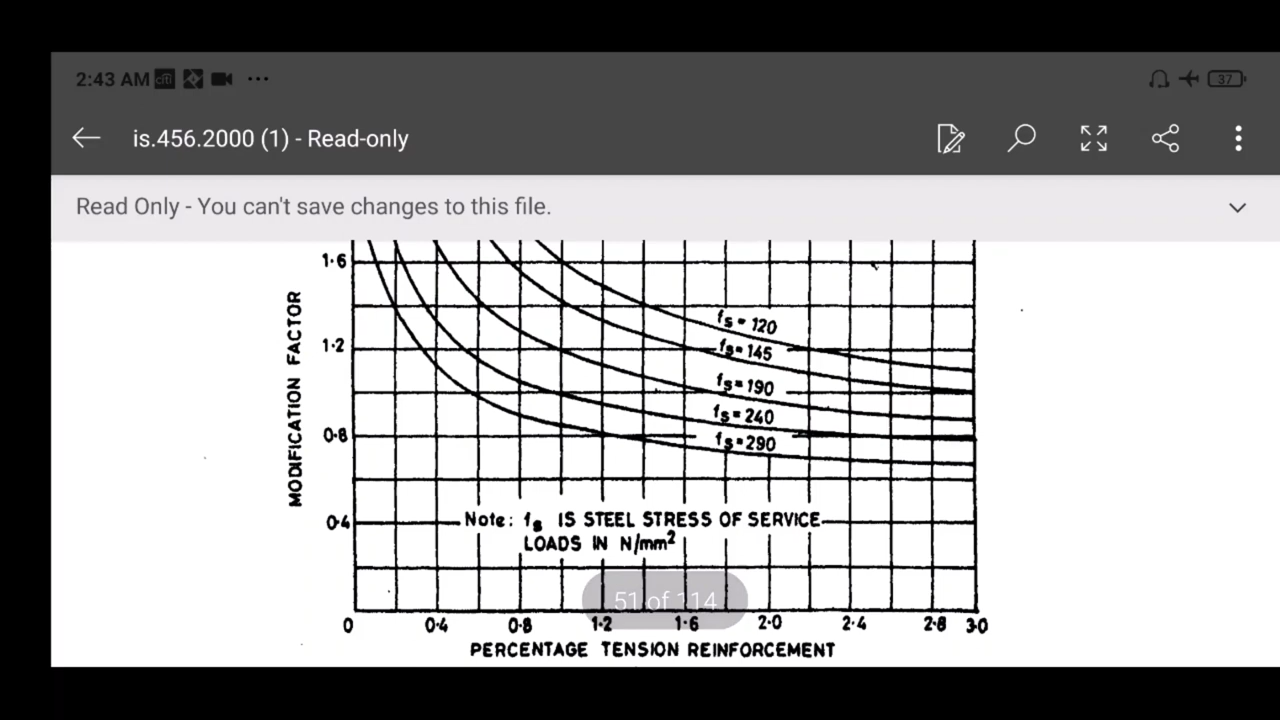 2:43 AM citi ... 37
is.456.2000 (1) - Read-only
Read Only - You can't save changes to this file.
MODIFICATION FACTOR
1·6
1·2
0·8
0·4
0
fs = 120
fs = 145
fs = 190
fs = 240
fs = 290
Note: fs IS STEEL STRESS OF SERVICE
LOADS IN N/mm²
51 of 114
0·4 0·8 1·2 1·6 2·0 2·4 2·8 3·0
PERCENTAGE TENSION REINFORCEMENT